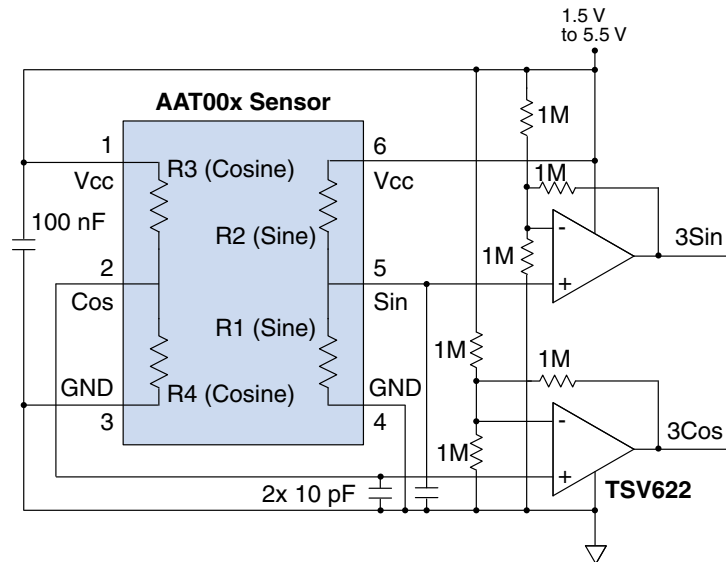 1.5 V
to 5.5 V
AAT00x Sensor
1
Vcc
R3 (Cosine)
6
Vcc
1M
1M
100 nF
R2 (Sine)
-
+
3Sin
2
Cos
5
Sin
1M
R1 (Sine)
GND
3
R4 (Cosine)
GND
4
1M
1M
1M
-
+
3Cos
2x 10 pF
TSV622